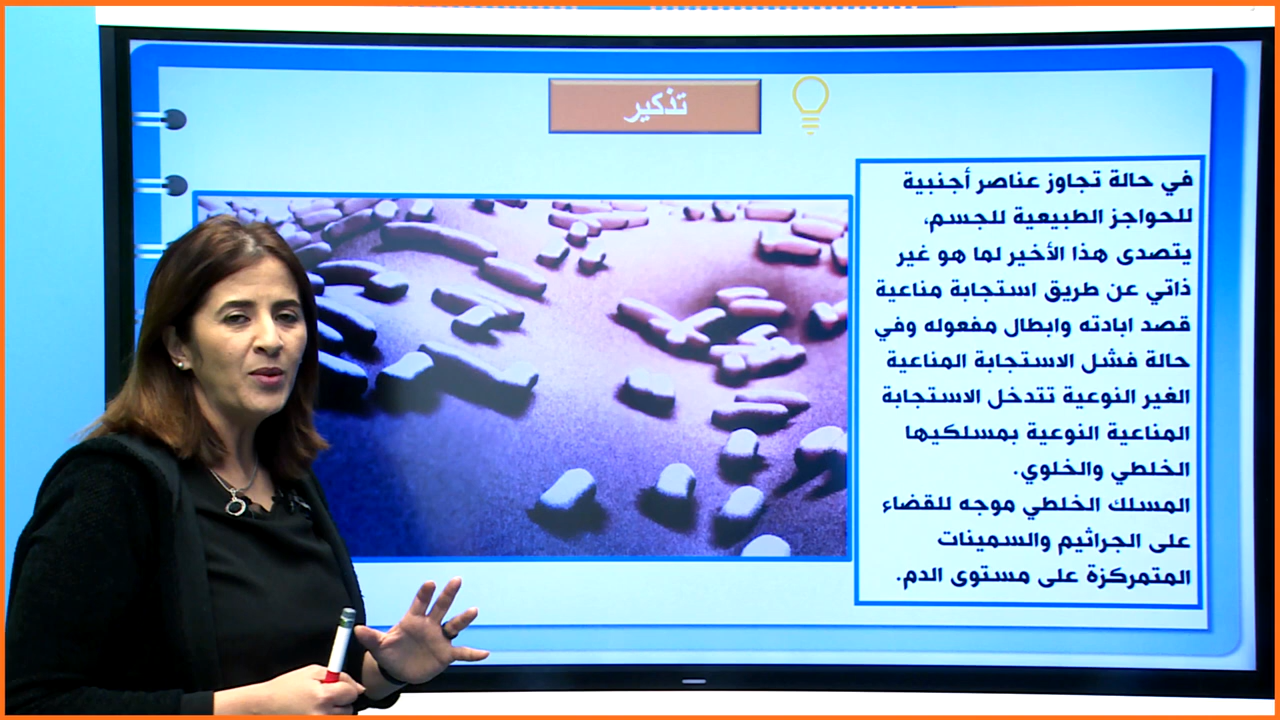 تذكير
في حالة تجاوز عناصر أجنبية
للحواجز الطبيعية للجسم،
يتصدى هذا الأخير لما هو غير
ذاتي عن طريق استجابة مناعية
قصد ابادته وابطال مفعوله وفي
حالة فشل الاستجابة المناعية
الغير النوعية تتدخل الاستجابة
المناعية النوعية بمسلكيها
الخلطي والخلوي.
المسلك الخلطي موجه للقضاء
على الجراثيم والسمينات
المتمركزة على مستوى الدم.